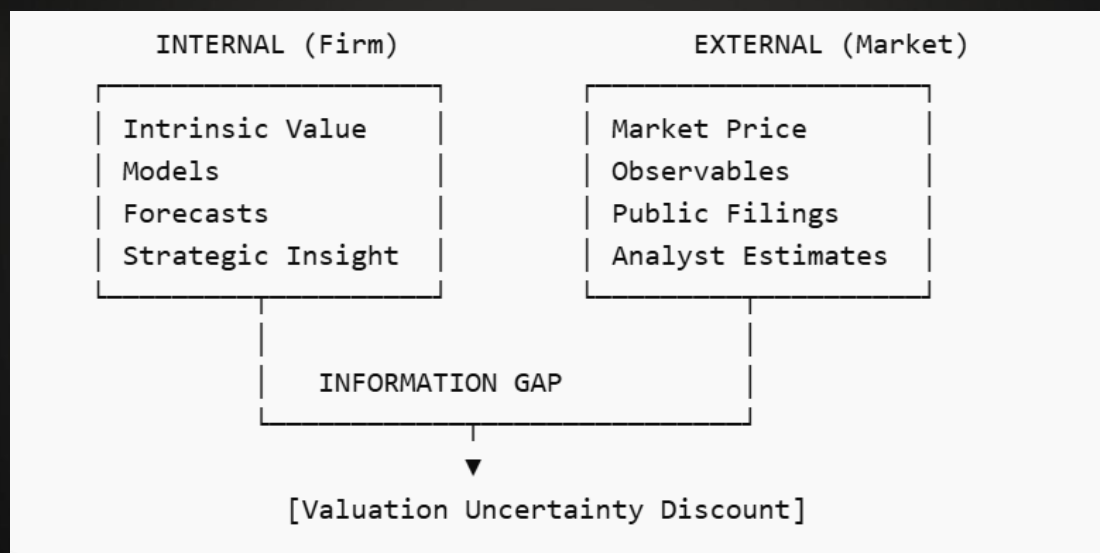 INTERNAL (Firm) EXTERNAL (Market)
Intrinsic Value Market Price
Models Observables
Forecasts Public Filings
Strategic Insight Analyst Estimates
INFORMATION GAP
[Valuation Uncertainty Discount]